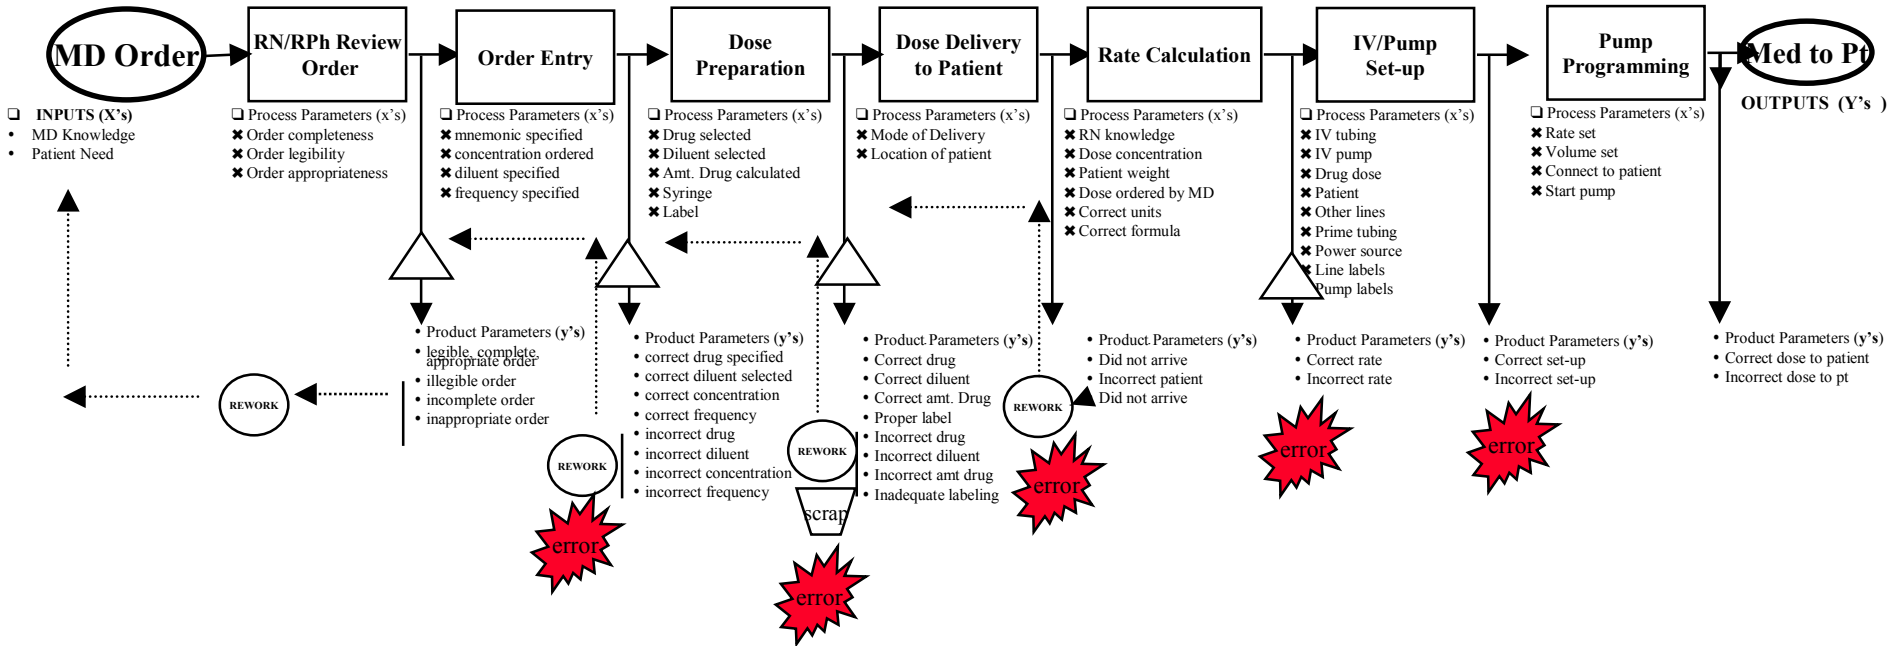 MD Order
❑ INPUTS (X's)
• MD Knowledge
• Patient Need
RN/RPh Review
Order
❑ Process Parameters (x's)
✖ Order completeness
✖ Order legibility
✖ Order appropriateness
Order Entry
❑ Process Parameters (x's)
✖ mnemonic specified
✖ concentration ordered
✖ diluent specified
✖ frequency specified
Dose
Preparation
❑ Process Parameters (x's)
✖ Drug selected
✖ Diluent selected
✖ Amt. Drug calculated
✖ Syringe
✖ Label
Dose Delivery
to Patient
❑ Process Parameters (x's)
✖ Mode of Delivery
✖ Location of patient
Rate Calculation
❑ Process Parameters (x's)
✖ RN knowledge
✖ Dose concentration
✖ Patient weight
✖ Dose ordered by MD
✖ Correct units
✖ Correct formula
IV/Pump
Set-up
❑ Process Parameters (x's)
✖ IV tubing
✖ IV pump
✖ Drug dose
✖ Patient
✖ Other lines
✖ Prime tubing
✖ Power source
✖ Line labels
Pump labels
Pump
Programming
❑ Process Parameters (x's)
✖ Rate set
✖ Volume set
✖ Connect to patient
✖ Start pump
Med to Pt
OUTPUTS (Y's )
• Product Parameters (y's)
• legible, complete,
appropriate order
• illegible order
• incomplete order
• inappropriate order
REWORK
• Product Parameters (y's)
• correct drug specified
• correct diluent selected
• correct concentration
• correct frequency
• incorrect drug
• incorrect diluent
• incorrect concentration
• incorrect frequency
REWORK
error
• Product Parameters (y's)
• Correct drug
• Correct diluent
• Correct amt. Drug
• Proper label
• Incorrect drug
• Incorrect diluent
• Incorrect amt drug
• Inadequate labeling
REWORK
scrap
error
• Product Parameters (y's)
• Did not arrive
• Incorrect patient
Did not arrive
REWORK
error
• Product Parameters (y's)
• Correct rate
• Incorrect rate
error
• Product Parameters (y's)
• Correct set-up
• Incorrect set-up
error
• Product Parameters (y's)
• Correct dose to patient
• Incorrect dose to pt